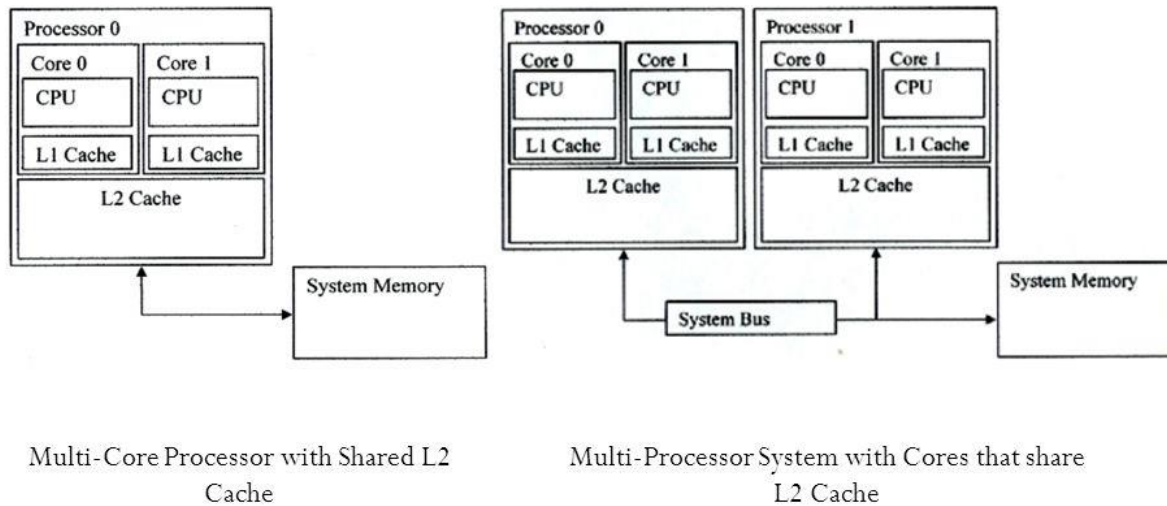 Processor 0
Core 0
CPU
L1 Cache
Core 1
CPU
L1 Cache
L2 Cache
System Memory
Multi-Core Processor with Shared L2
Cache
Processor 0
Core 0
CPU
L1 Cache
Core 1
CPU
L1 Cache
L2 Cache
Processor 1
Core 0
CPU
L1 Cache
Core 1
CPU
L1 Cache
L2 Cache
System Bus
System Memory
Multi-Processor System with Cores that share
L2 Cache